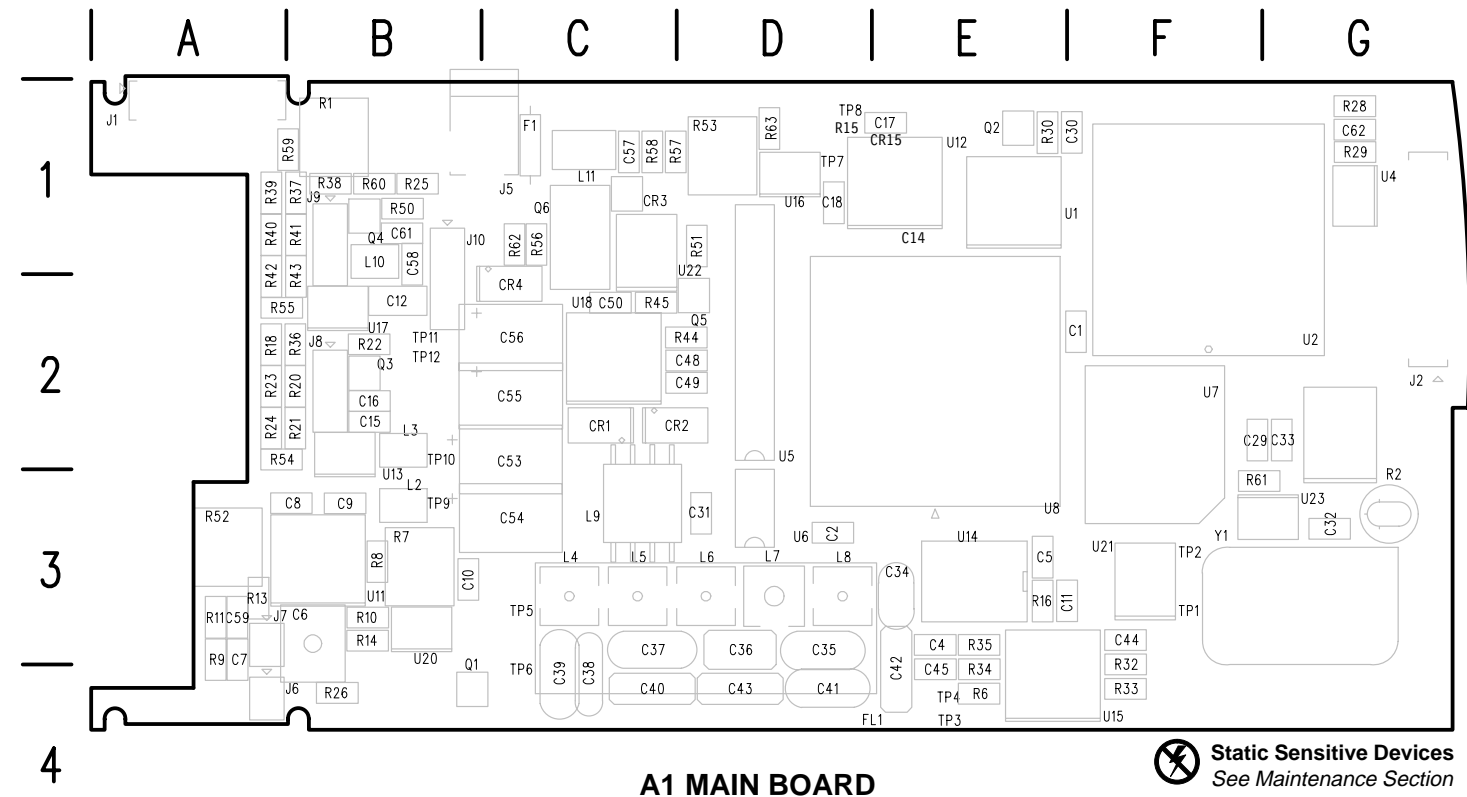 A B C D E F G
1
2
3
4
J1
R1
F1
R53
R63
TP8
R15
C17
CR15
U12
Q2
R30
C30
R28
C62
R29
R59
C57
R58
R57
L11
TP7
U16
C18
U4
R39
R37
R38
R60
R25
J9
J5
Q6
CR3
U1
R50
R40
R41
Q4
C61
J10
R62
R56
R51
C14
L10
C58
R42
R43
CR4
U22
R55
C12
U18
C50
R45
Q5
U17
TP11
C56
R44
C1
U2
R18
R36
J8
R22
TP12
C48
Q3
C49
J2
R23
R20
C16
C55
U7
R24
R21
C15
CR1
CR2
L3
C29
C33
R54
U13
TP10
C53
U5
R61
R2
L2
C8
C9
TP9
C54
L9
C31
U8
U23
R52
R7
U6
C2
U14
C32
Y1
R8
C10
L4
L5
L6
L7
L8
C34
C5
U21
TP2
R13
U11
R16
C11
TP1
R11
C59
J7
C6
R10
TP5
R9
C7
R14
U20
C39
C38
C37
C36
C35
C42
C4
R35
C44
Q1
TP6
C45
R34
R32
J6
R26
C40
C43
C41
TP4
R6
R33
FL1
TP3
U15
A1 MAIN BOARD
Static Sensitive Devices
See Maintenance Section